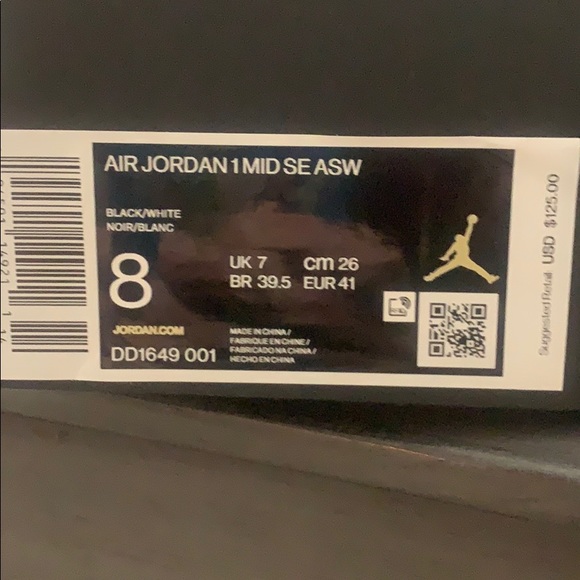 AIR JORDAN 1 MID SE ASW
BLACK/WHITE
NOIR/BLANC
8
UK 7 cm 26
BR 39.5 EUR 41
JORDAN.COM
DD1649 001
MADE IN CHINA /
FABRIQUE EN CHINE /
FABRICADO NA CHINA /
HECHO EN CHINA
Suggested Retail USD $125.00